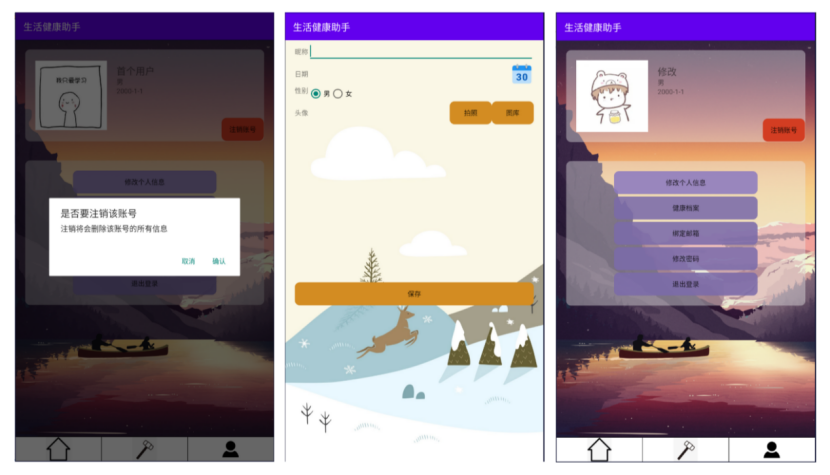 生活健康助手
我只要学习
首个用户
男
2000-1-1
注销账号
修改个人信息
是否要注销该账号
注销将会删除该账号的所有信息
取消 确认
退出登录
生活健康助手
昵称
日期
30
性别 男 女
头像 拍照 图库
保存
生活健康助手
修改
男
2000-1-1
注销账号
修改个人信息
健康档案
绑定邮箱
修改密码
退出登录